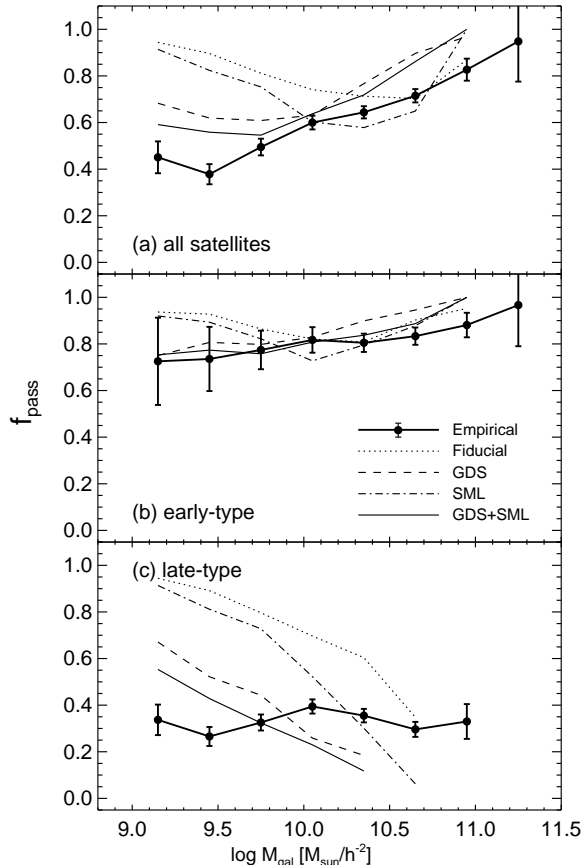 1.0
0.8
0.6
0.4
0.2
0.0
(a) all satellites
1.0
0.8
0.6
0.4
0.2
0.0
f_pass
Empirical
Fiducial
GDS
SML
GDS+SML
(b) early-type
1.0
0.8
0.6
0.4
0.2
0.0
(c) late-type
9.0 9.5 10.0 10.5 11.0 11.5
log M_gal [M_sun/h^-2]